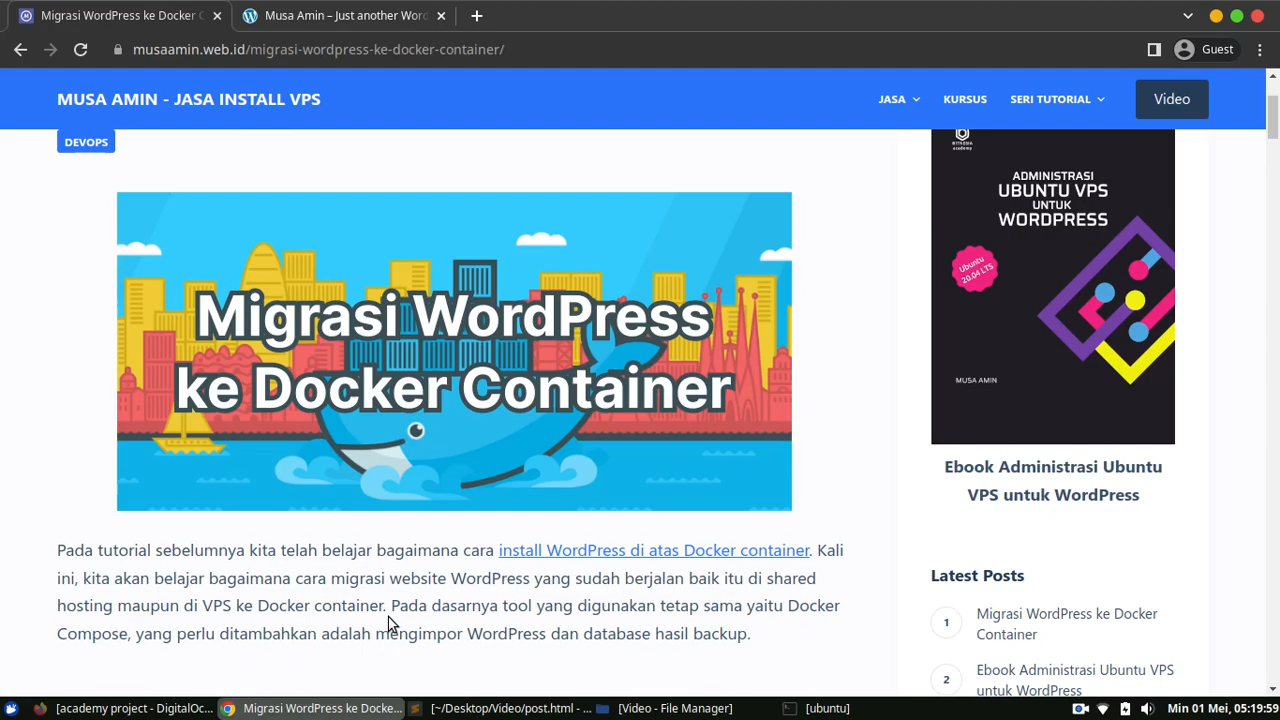 Migrasi WordPress ke Docker C
Musa Amin – Just another Word
musaamin.web.id/migrasi-wordpress-ke-docker-container/
Guest
MUSA AMIN - JASA INSTALL VPS
JASA
KURSUS
SERI TUTORIAL
Video
DEVOPS
Migrasi WordPress
ke Docker Container
Pada tutorial sebelumnya kita telah belajar bagaimana cara install WordPress di atas Docker container. Kali
ini, kita akan belajar bagaimana cara migrasi website WordPress yang sudah berjalan baik itu di shared
hosting maupun di VPS ke Docker container. Pada dasarnya tool yang digunakan tetap sama yaitu Docker
Compose, yang perlu ditambahkan adalah mengimpor WordPress dan database hasil backup.
academy
ADMINISTRASI
UBUNTU VPS
UNTUK
WORDPRESS
Ubuntu
20.04 LTS
MUSA AMIN
Ebook Administrasi Ubuntu
VPS untuk WordPress
Latest Posts
1
Migrasi WordPress ke Docker
Container
2
Ebook Administrasi Ubuntu VPS
untuk WordPress
[academy project - DigitalOc...
Migrasi WordPress ke Docke...
[~/Desktop/Video/post.html - ...
[Video - File Manager]
[ubuntu]
Min 01 Mei, 05:19:59